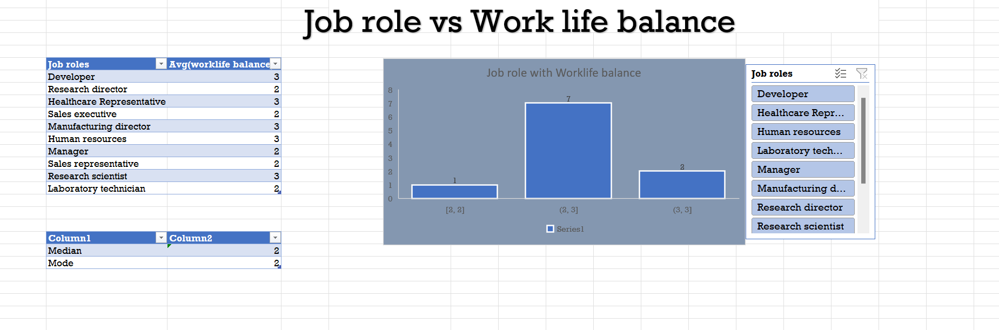 Job role vs Work life balance
Job roles Avg(worklife balance
Developer 3
Research director 2
Healthcare Representative 3
Sales executive 2
Manufacturing director 3
Human resources 3
Manager 2
Sales representative 2
Research scientist 3
Laboratory technician 2
Column1 Column2
Median 2
Mode 2
Job role with Worklife balance
8
7
6
5
4
3
2
1
0
1
7
2
[2, 2] (2, 3] (3, 3]
Series1
Job roles
Developer
Healthcare Repr...
Human resources
Laboratory tech...
Manager
Manufacturing d...
Research director
Research scientist